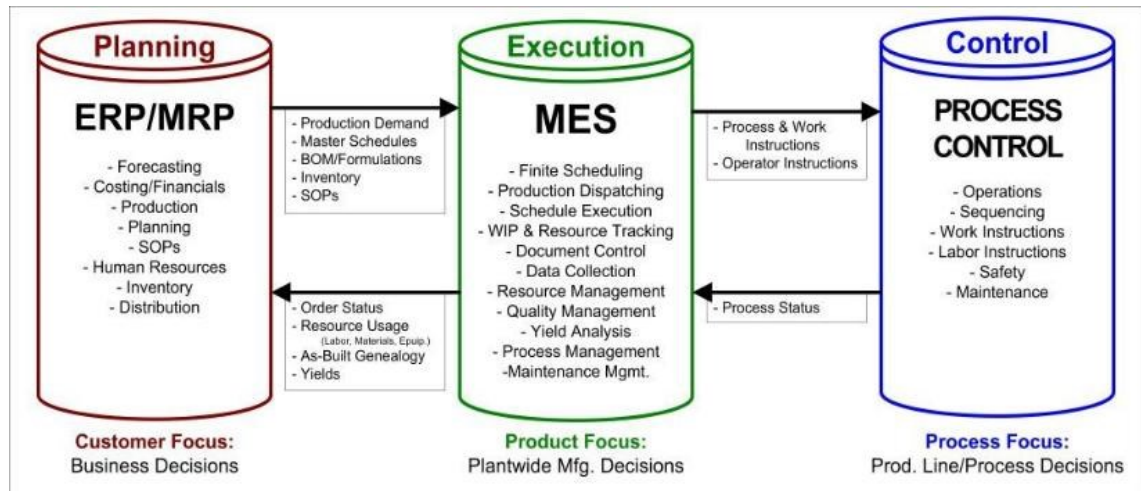 Planning
ERP/MRP
- Forecasting
- Costing/Financials
- Production
- Planning
- SOPs
- Human Resources
- Inventory
- Distribution
Customer Focus:
Business Decisions
- Production Demand
- Master Schedules
- BOM/Formulations
- Inventory
- SOPs
- Order Status
- Resource Usage
(Labor, Materials, Epuip.)
- As-Built Genealogy
- Yields
Execution
MES
- Finite Scheduling
- Production Dispatching
- Schedule Execution
- WIP & Resource Tracking
- Document Control
- Data Collection
- Resource Management
- Quality Management
- Yield Analysis
- Process Management
-Maintenance Mgmt.
Product Focus:
Plantwide Mfg. Decisions
- Process & Work
Instructions
- Operator Instructions
- Process Status
Control
PROCESS
CONTROL
- Operations
- Sequencing
- Work Instructions
- Labor Instructions
- Safety
- Maintenance
Process Focus:
Prod. Line/Process Decisions